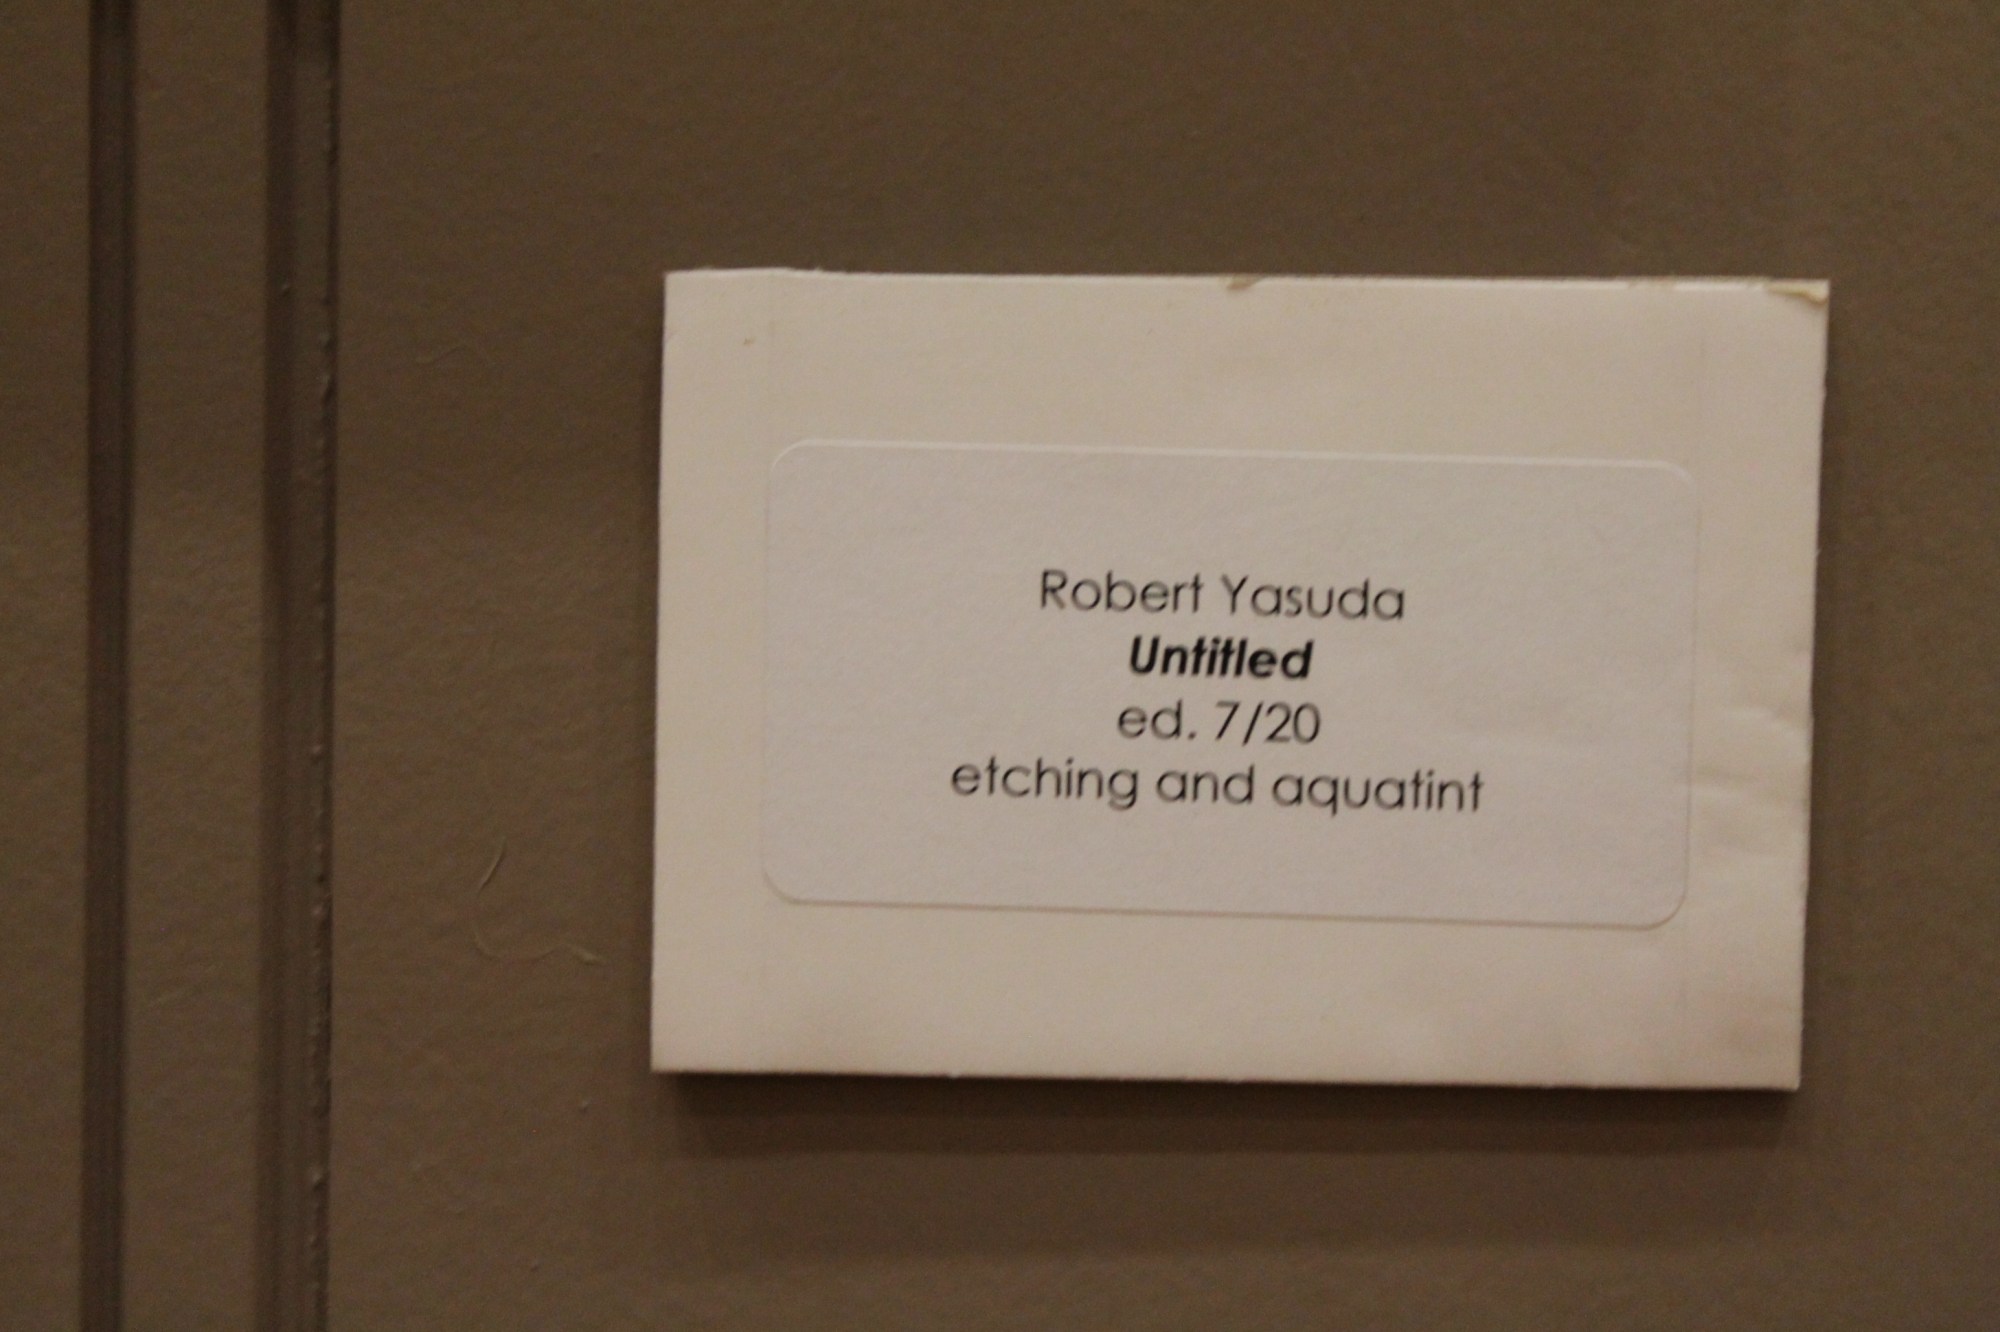 Robert Yasuda
Untitled
ed. 7/20
etching and aquatint